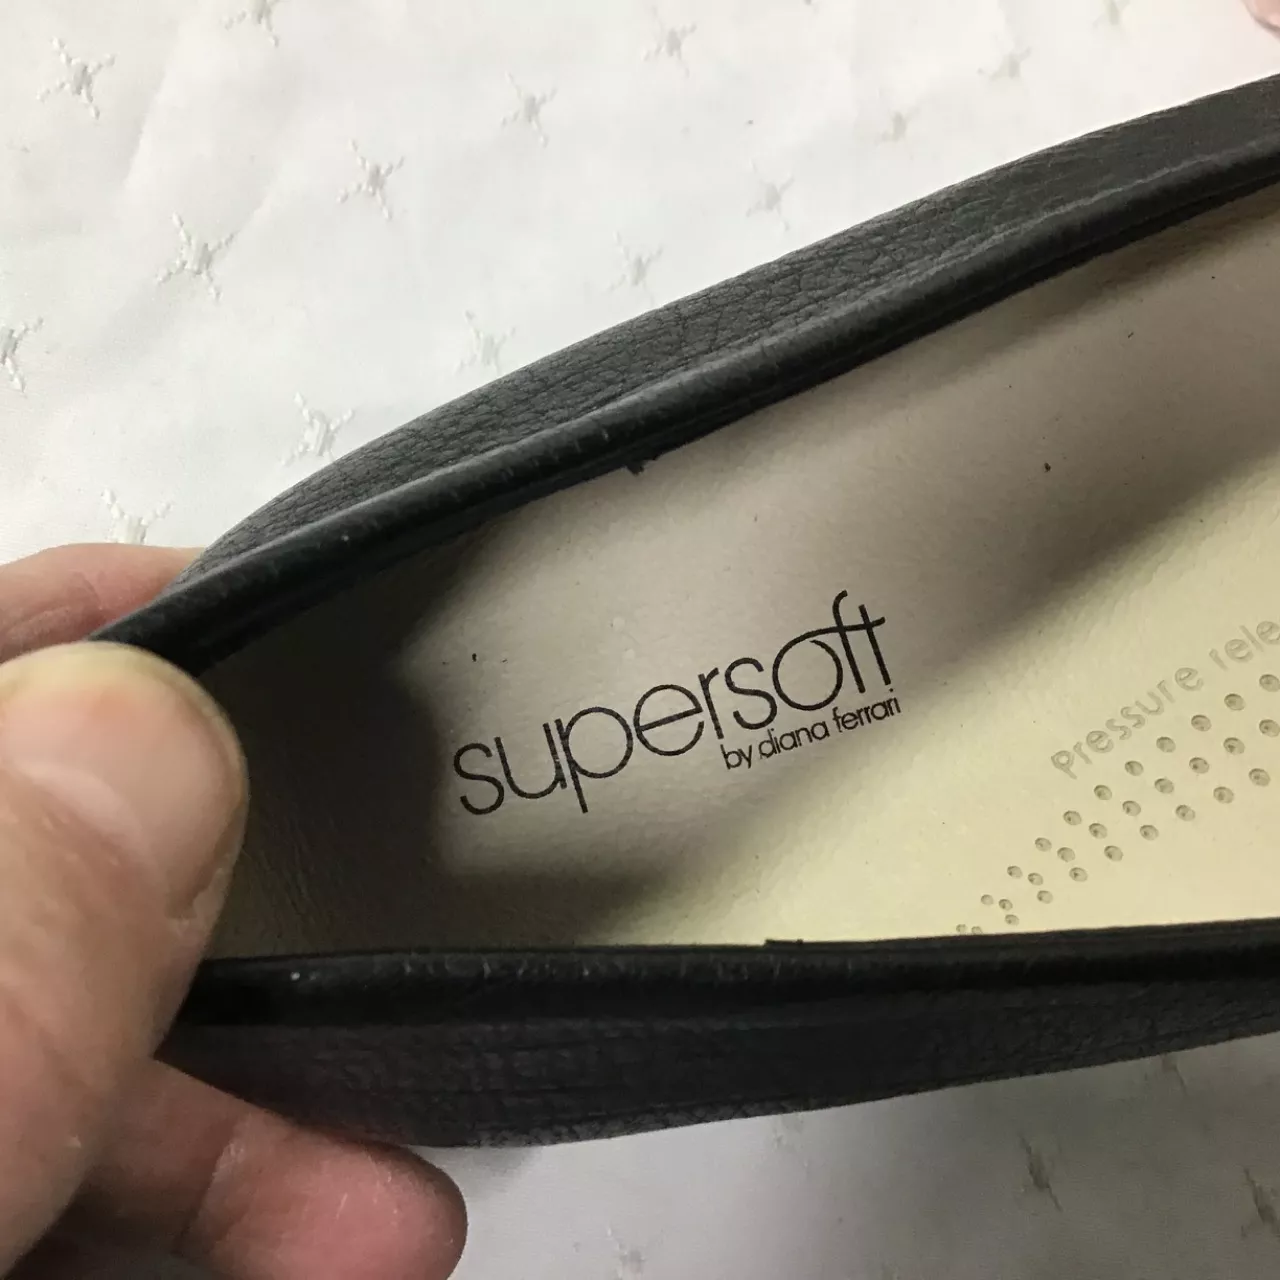 supersoft
by diana ferrari
Pressure rele